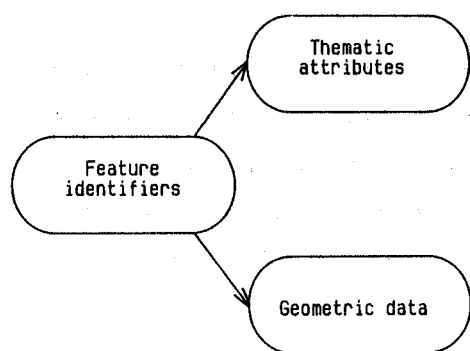 Thematic
attributes
Feature
identifiers
Geometric data